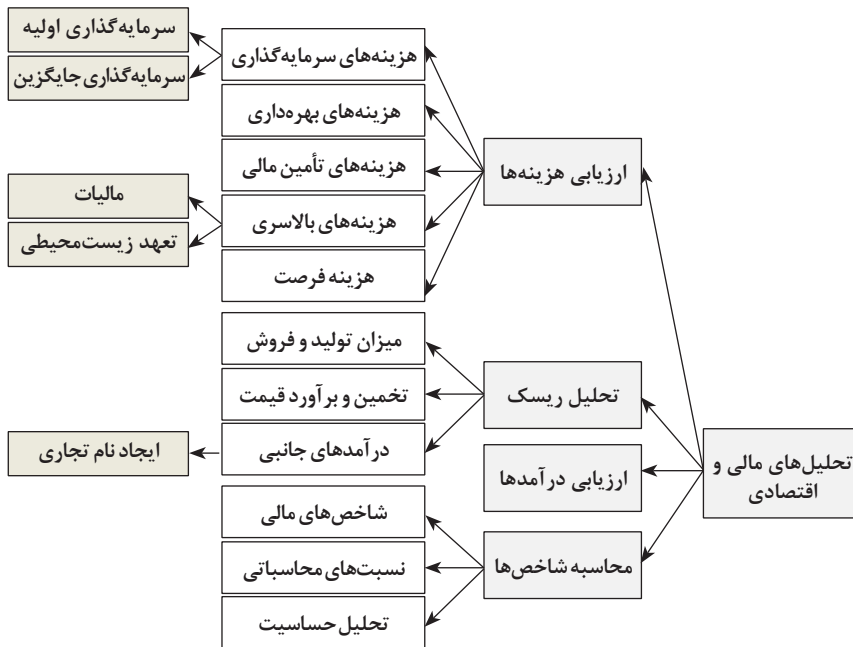 تحلیل‌های مالی و
اقتصادی
ارزیابی هزینه‌ها
هزینه‌های سرمایه‌گذاری
سرمایه‌گذاری اولیه
سرمایه‌گذاری جایگزین
هزینه‌های بهره‌داری
هزینه‌های تأمین مالی
هزینه‌های بالاسری
مالیات
تعهد زیست‌محیطی
هزینه فرصت
تحلیل ریسک
میزان تولید و فروش
تخمین و برآورد قیمت
درآمدهای جانبی
ایجاد نام تجاری
ارزیابی درآمدها
محاسبه شاخص‌ها
شاخص‌های مالی
نسبت‌های محاسباتی
تحلیل حساسیت